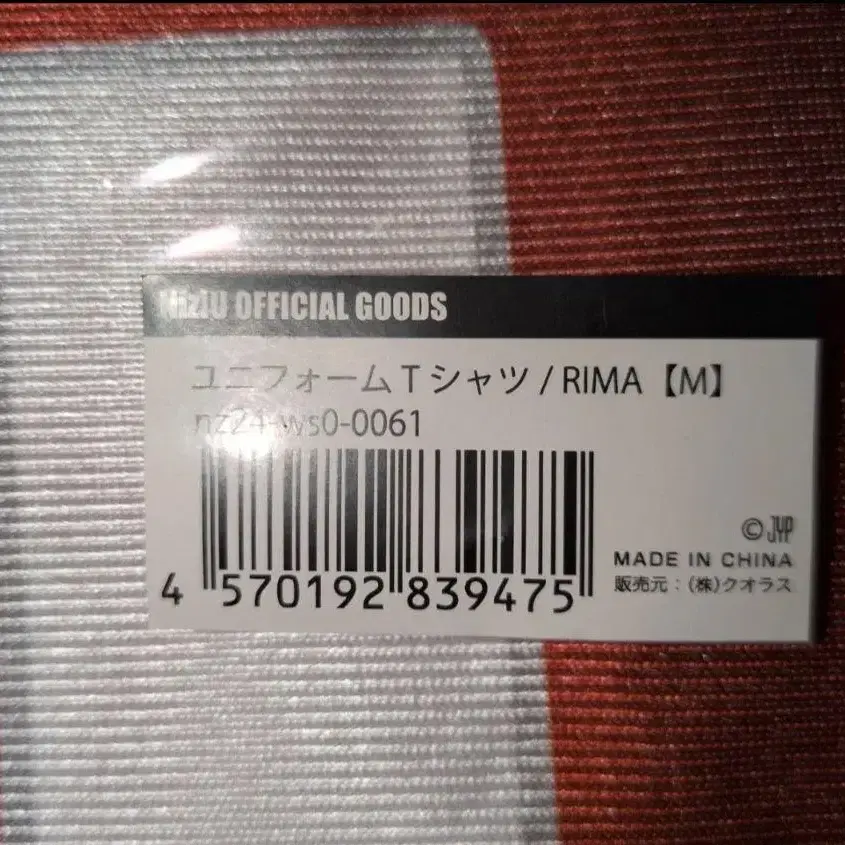 NiziU OFFICIAL GOODS
ユニフォームTシャツ/RIMA【M】
nz24-ws0-0061
4 570192 839475
© JYP
MADE IN CHINA
販売元:(株)クオラス